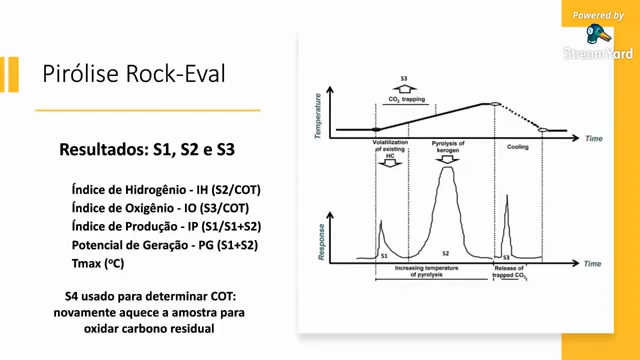 Powered by
StreamYard
Pirólise Rock-Eval
Resultados: S1, S2 e S3
Índice de Hidrogênio - IH (S2/COT)
Índice de Oxigênio - IO (S3/COT)
Índice de Produção - IP (S1/S1+S2)
Potencial de Geração - PG (S1+S2)
Tmax (ºC)
S4 usado para determinar COT:
novamente aquece a amostra para
oxidar carbono residual
S3
CO2 trapping
Temperature
Time
Volatilization
of existing
HC
Pyrolysis of
kerogen
Cooling
Response
S1
S2
S3
Time
Increasing temperature
of pyrolysis
Release of
trapped CO2